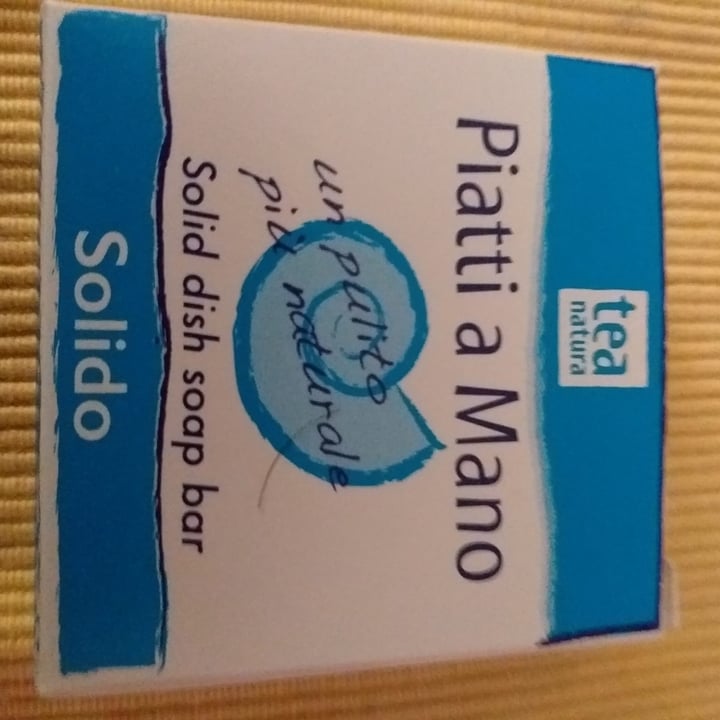 tea
natura
Piatti a Mano
un pulito
più naturale
Solid dish soap bar
Solido